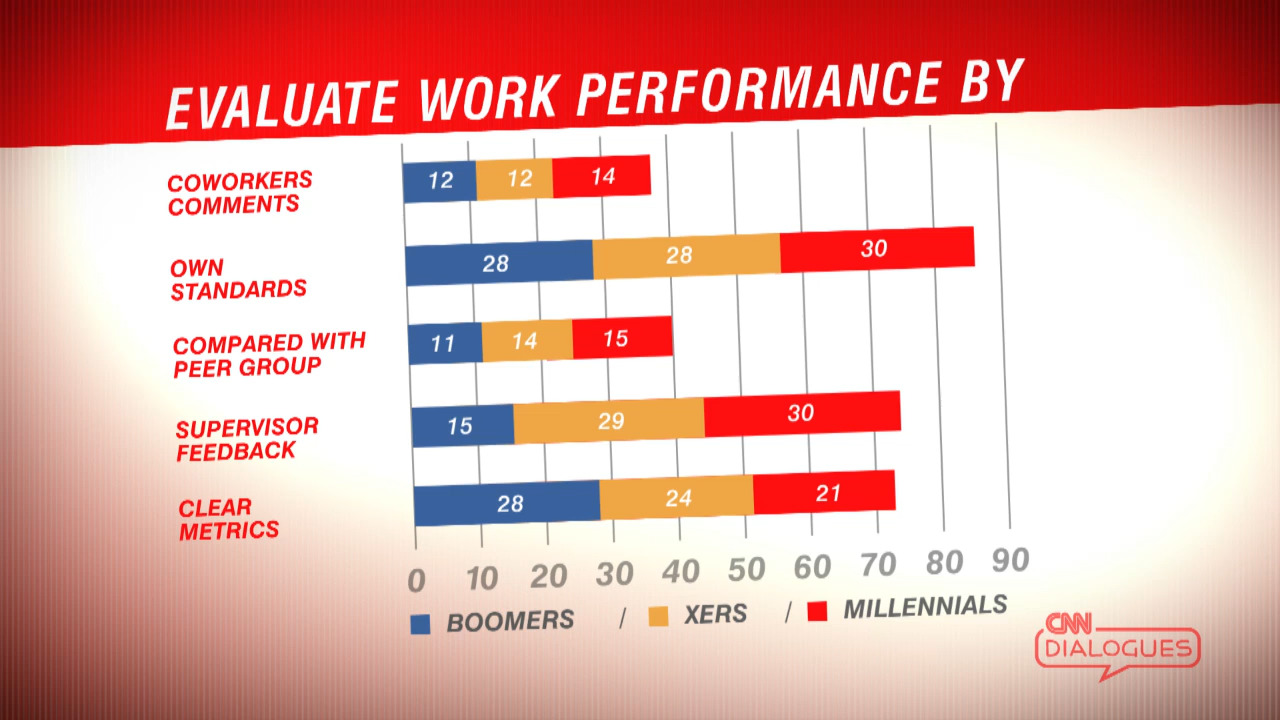 EVALUATE WORK PERFORMANCE BY
COWORKERS
COMMENTS
12 12 14
OWN
STANDARDS
28 28 30
COMPARED WITH
PEER GROUP
11 14 15
SUPERVISOR
FEEDBACK
15 29 30
CLEAR
METRICS
28 24 21
0 10 20 30 40 50 60 70 80 90
BOOMERS / XERS / MILLENNIALS
CNN
DIALOGUES